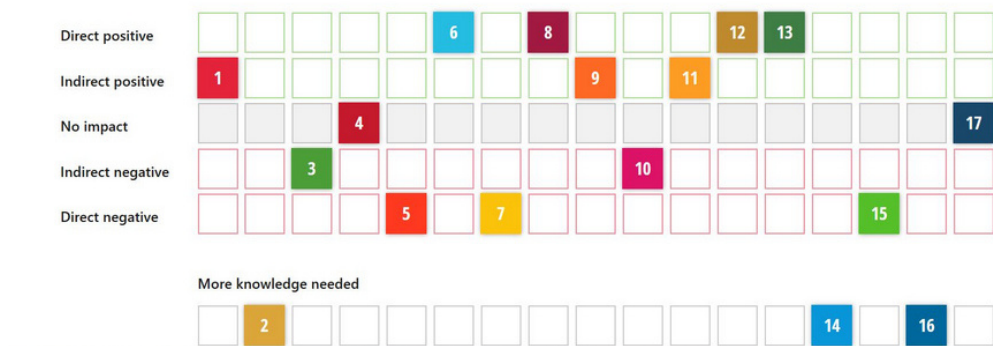 Direct positive 6 8 12 13
Indirect positive 1 9 11
No impact 4 17
Indirect negative 3 10
Direct negative 5 7 15
More knowledge needed
2 14 16